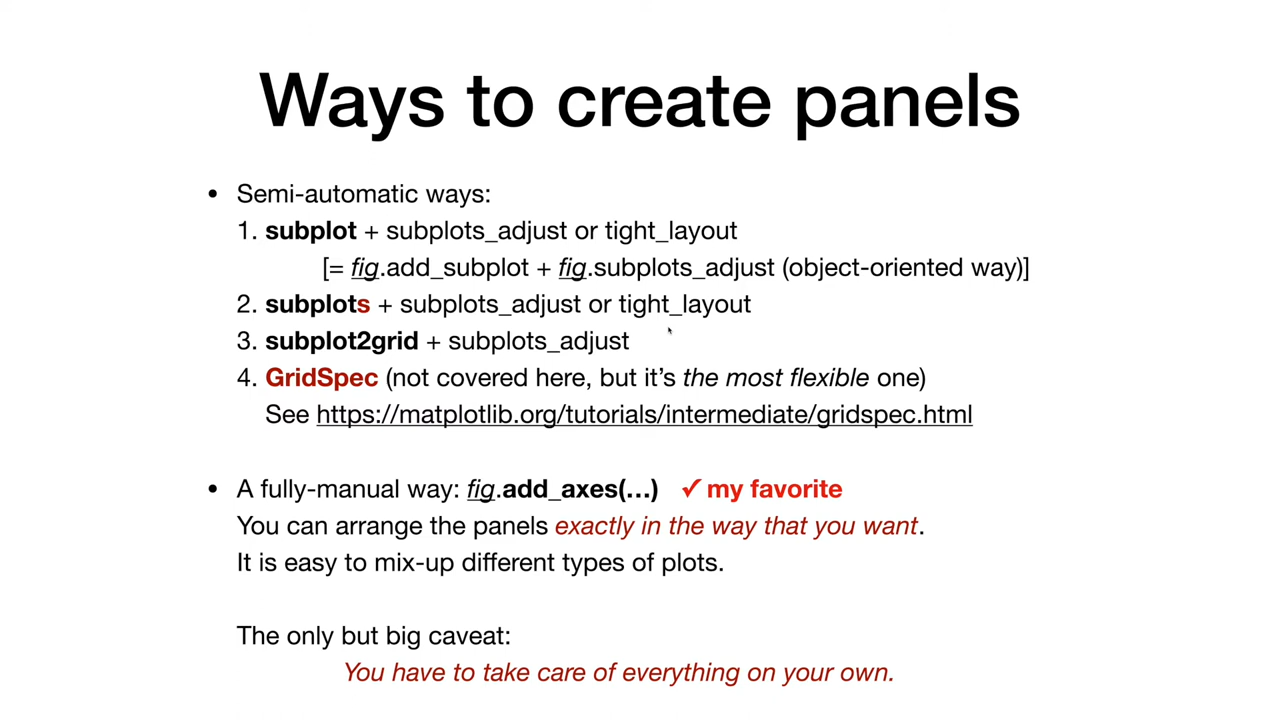 Ways to create panels
• Semi-automatic ways:
1. subplot + subplots_adjust or tight_layout
[= fig.add_subplot + fig.subplots_adjust (object-oriented way)]
2. subplots + subplots_adjust or tight_layout
3. subplot2grid + subplots_adjust
4. GridSpec (not covered here, but it’s the most flexible one)
See https://matplotlib.org/tutorials/intermediate/gridspec.html
• A fully-manual way: fig.add_axes(…) ✓ my favorite
You can arrange the panels exactly in the way that you want.
It is easy to mix-up different types of plots.
The only but big caveat:
You have to take care of everything on your own.